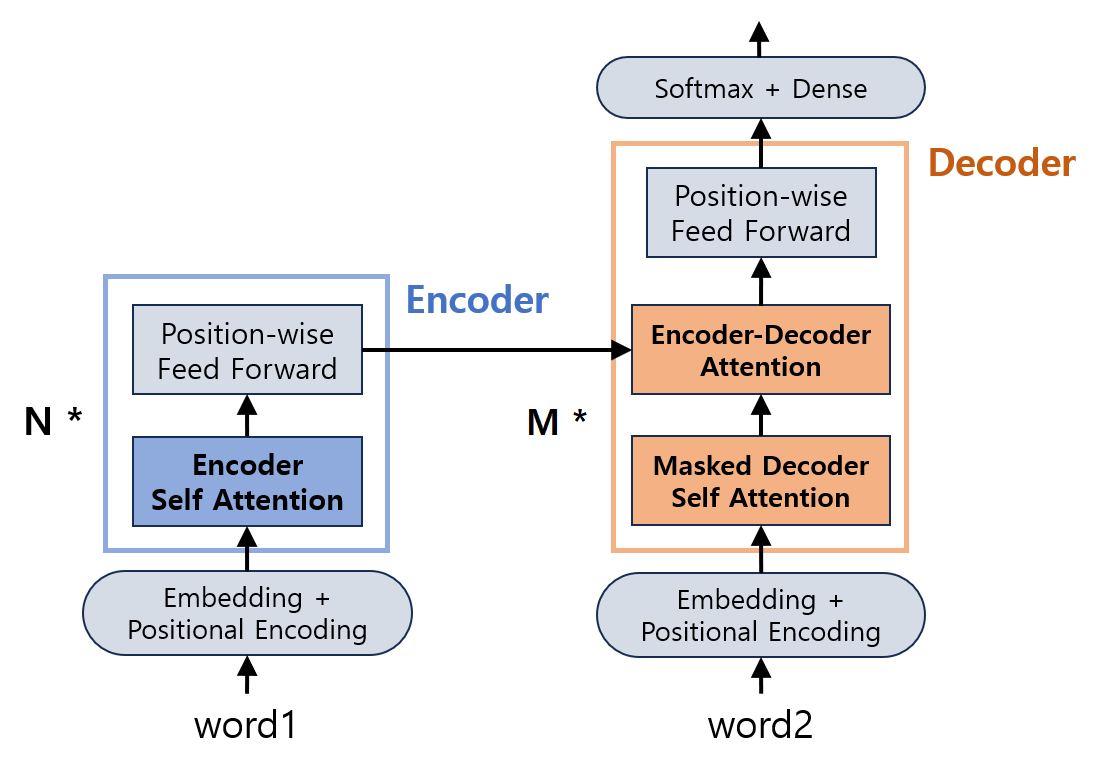 Softmax + Dense
Decoder
Position-wise
Feed Forward
Encoder
Position-wise
Feed Forward
Encoder-Decoder
Attention
N *
M *
Encoder
Self Attention
Masked Decoder
Self Attention
Embedding +
Positional Encoding
Embedding +
Positional Encoding
word1
word2